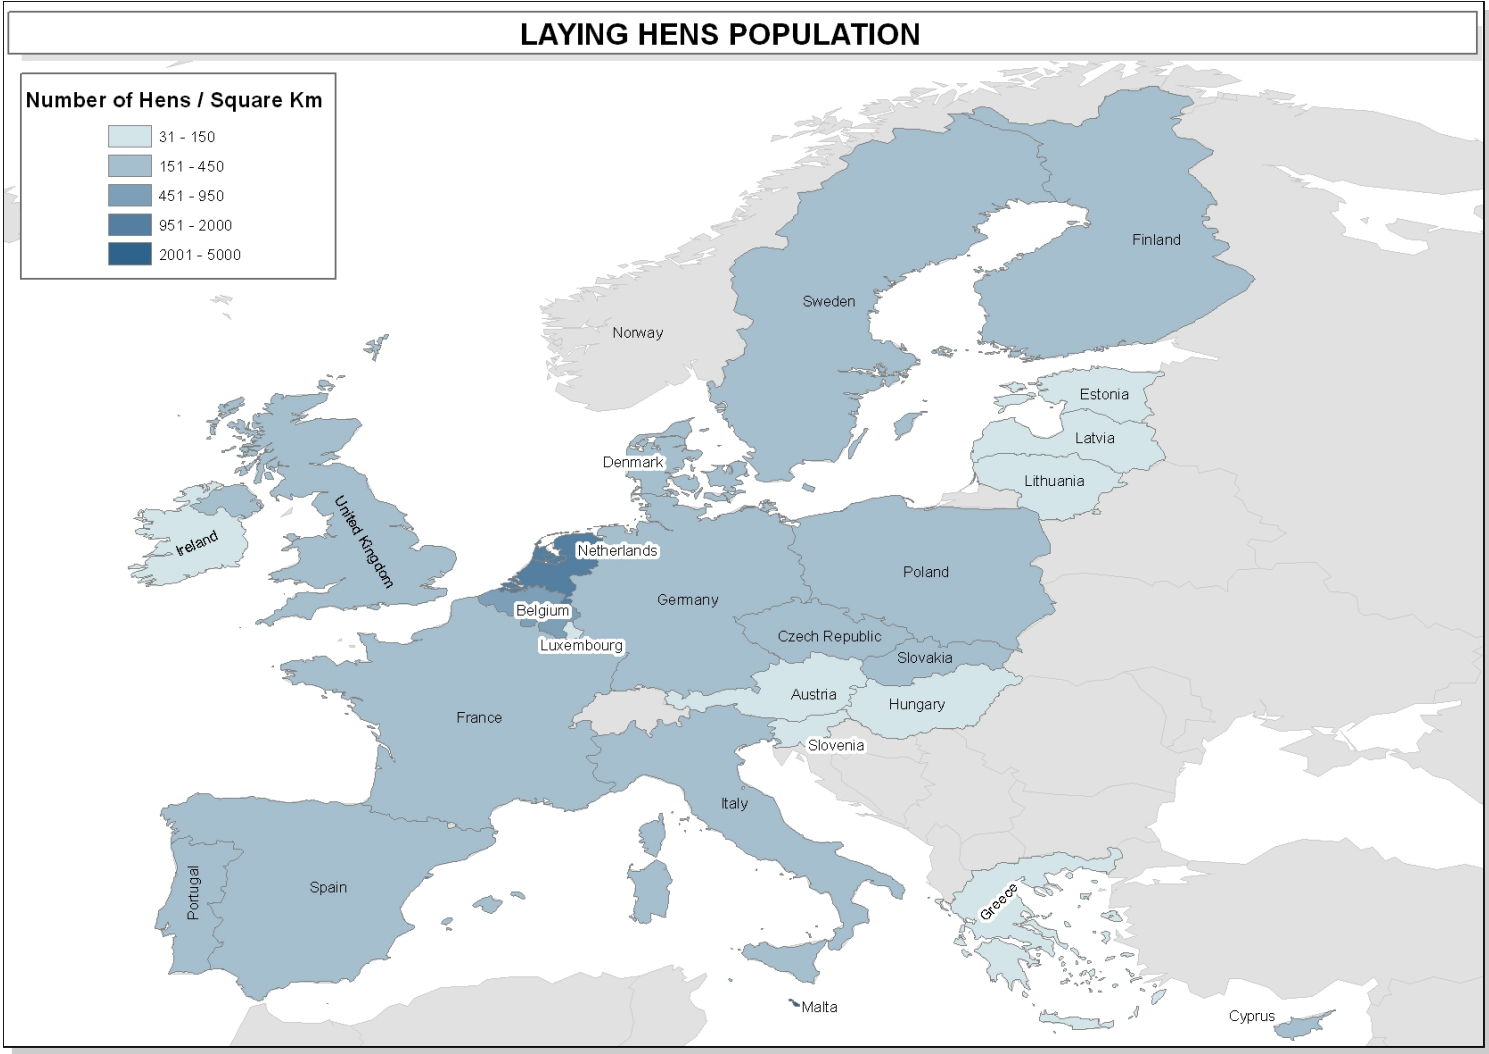 LAYING HENS POPULATION
Number of Hens / Square Km
31 - 150
151 - 450
451 - 950
951 - 2000
2001 - 5000
Finland
Sweden
Norway
Estonia
Latvia
Denmark
Lithuania
United Kingdom
Ireland
Netherlands
Poland
Germany
Belgium
Czech Republic
Luxembourg
Slovakia
Austria
Hungary
France
Slovenia
Italy
Portugal
Spain
Greece
Malta
Cyprus